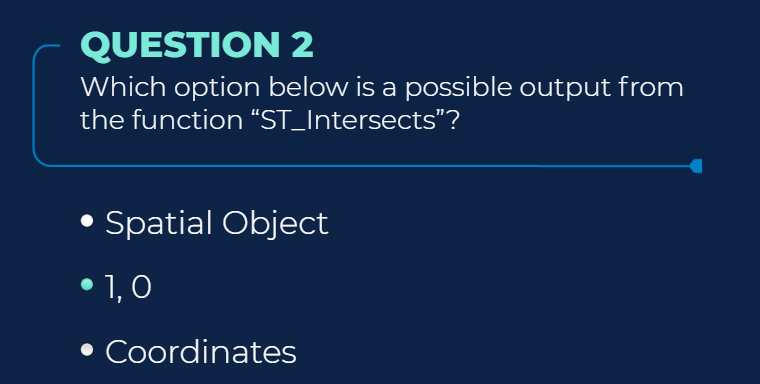 QUESTION 2
Which option below is a possible output from
the function “ST_Intersects”?
• Spatial Object
• 1, 0
• Coordinates